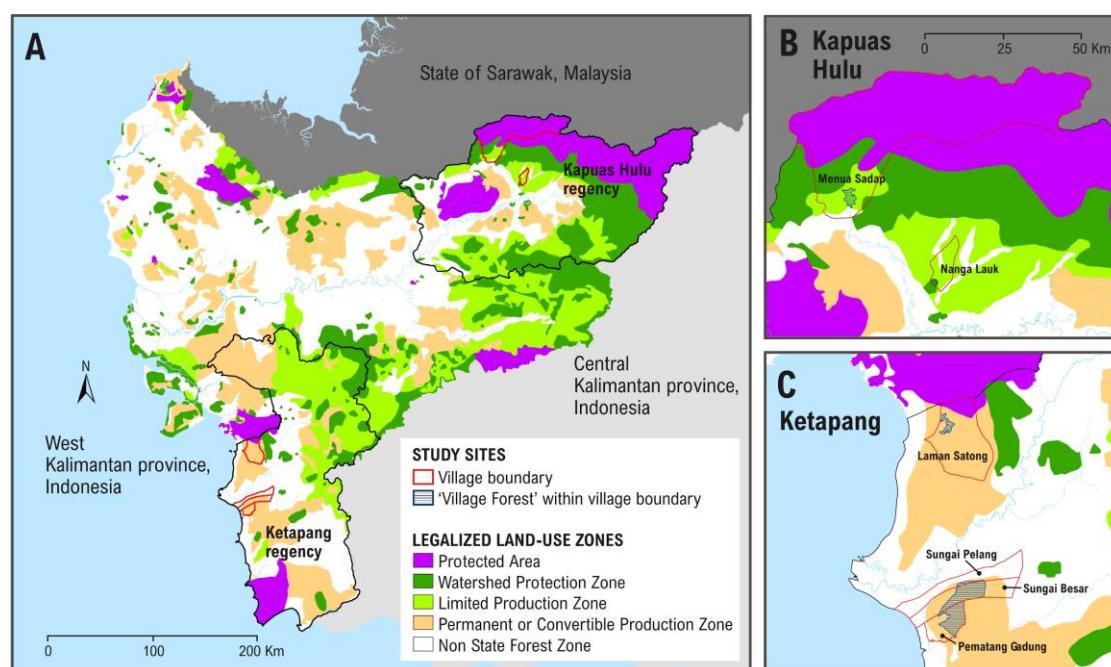 A
State of Sarawak, Malaysia
Kapuas Hulu
regency
N
West
Kalimantan province,
Indonesia
Central
Kalimantan province,
Indonesia
Ketapang
regency
0 100 200 Km
STUDY SITES
Village boundary
‘Village Forest’ within village boundary
LEGALIZED LAND-USE ZONES
Protected Area
Watershed Protection Zone
Limited Production Zone
Permanent or Convertible Production Zone
Non State Forest Zone
B Kapuas
Hulu
0 25 50 Km
Menua Sadap
Nanga Lauk
C Ketapang
Laman Satong
Sungai Pelang
Sungai Besar
Pematang Gadung